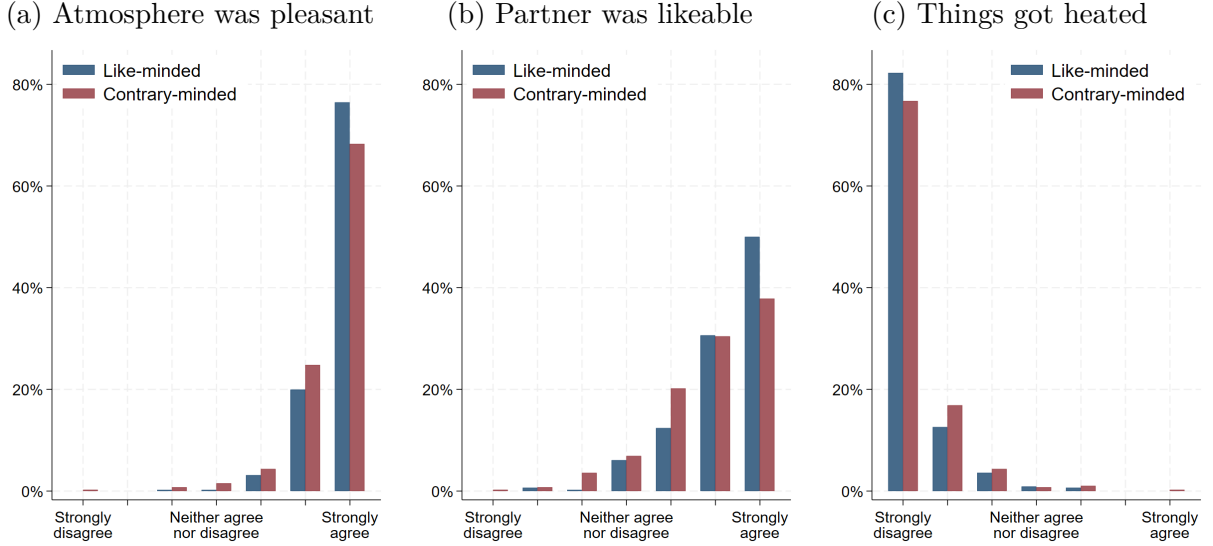 (a) Atmosphere was pleasant
Like-minded
Contrary-minded
80%
60%
40%
20%
0%
Strongly
disagree
Neither agree
nor disagree
Strongly
agree
(b) Partner was likeable
Like-minded
Contrary-minded
80%
60%
40%
20%
0%
Strongly
disagree
Neither agree
nor disagree
Strongly
agree
(c) Things got heated
Like-minded
Contrary-minded
80%
60%
40%
20%
0%
Strongly
disagree
Neither agree
nor disagree
Strongly
agree